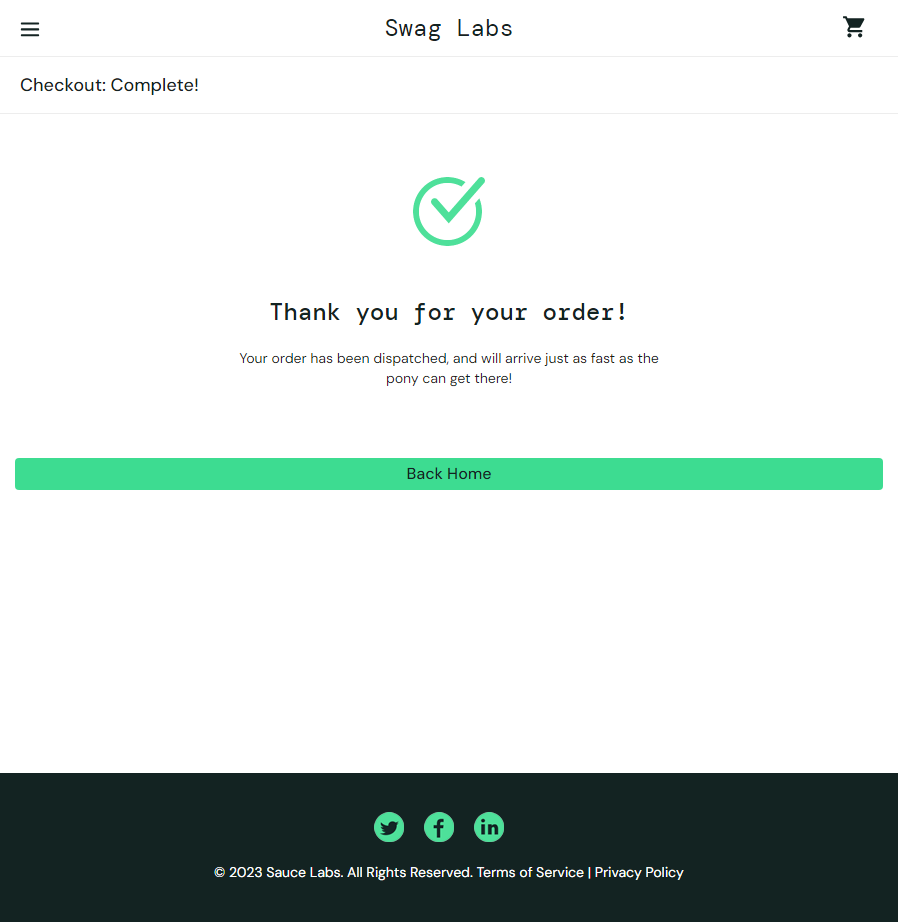 Swag Labs
Checkout: Complete!
Thank you for your order!
Your order has been dispatched, and will arrive just as fast as the
pony can get there!
Back Home
© 2023 Sauce Labs. All Rights Reserved. Terms of Service | Privacy Policy